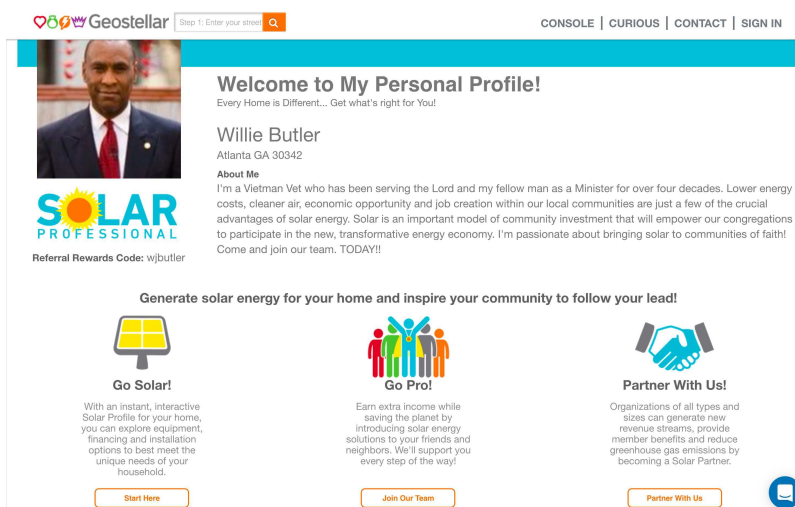 Geostellar
Step 1: Enter your street
CONSOLE | CURIOUS | CONTACT | SIGN IN
Welcome to My Personal Profile!
Every Home is Different... Get what's right for You!
Willie Butler
Atlanta GA 30342
About Me
I'm a Vietman Vet who has been serving the Lord and my fellow man as a Minister for over four decades. Lower energy
costs, cleaner air, economic opportunity and job creation within our local communities are just a few of the crucial
advantages of solar energy. Solar is an important model of community investment that will empower our congregations
to participate in the new, transformative energy economy. I'm passionate about bringing solar to communities of faith!
Come and join our team. TODAY!!
SOLAR
PROFESSIONAL
Referral Rewards Code: wjbutler
Generate solar energy for your home and inspire your community to follow your lead!
Go Solar!
With an instant, interactive
Solar Profile for your home,
you can explore equipment,
financing and installation
options to best meet the
unique needs of your
household.
Start Here
Go Pro!
Earn extra income while
saving the planet by
introducing solar energy
solutions to your friends and
neighbors. We'll support you
every step of the way!
Join Our Team
Partner With Us!
Organizations of all types and
sizes can generate new
revenue streams, provide
member benefits and reduce
greenhouse gas emissions by
becoming a Solar Partner.
Partner With Us